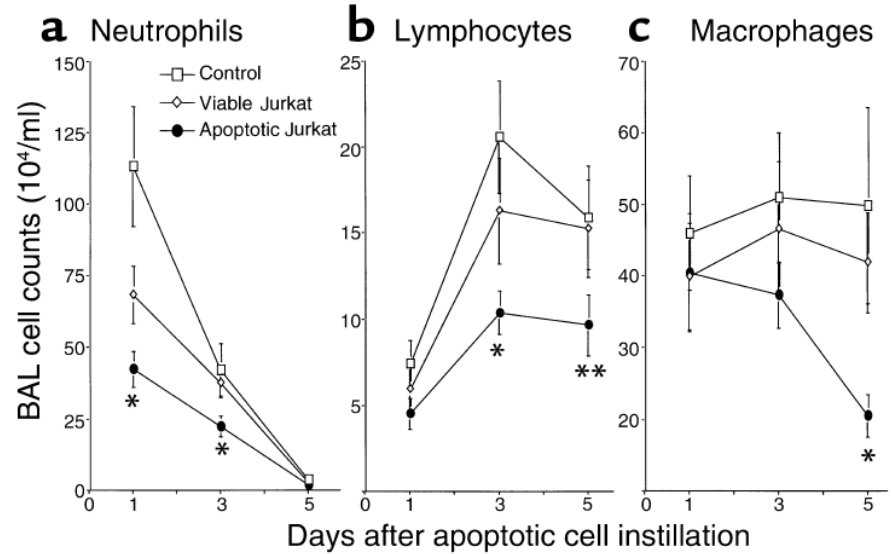 a Neutrophils
b Lymphocytes
c Macrophages
BAL cell counts (10⁴/ml)
150
125
100
75
50
25
0
Control
Viable Jurkat
Apoptotic Jurkat
*
*
0 1 3 5
25
20
15
10
5
*
**
0 1 3 5
70
60
50
40
30
20
*
0 1 3 5
Days after apoptotic cell instillation